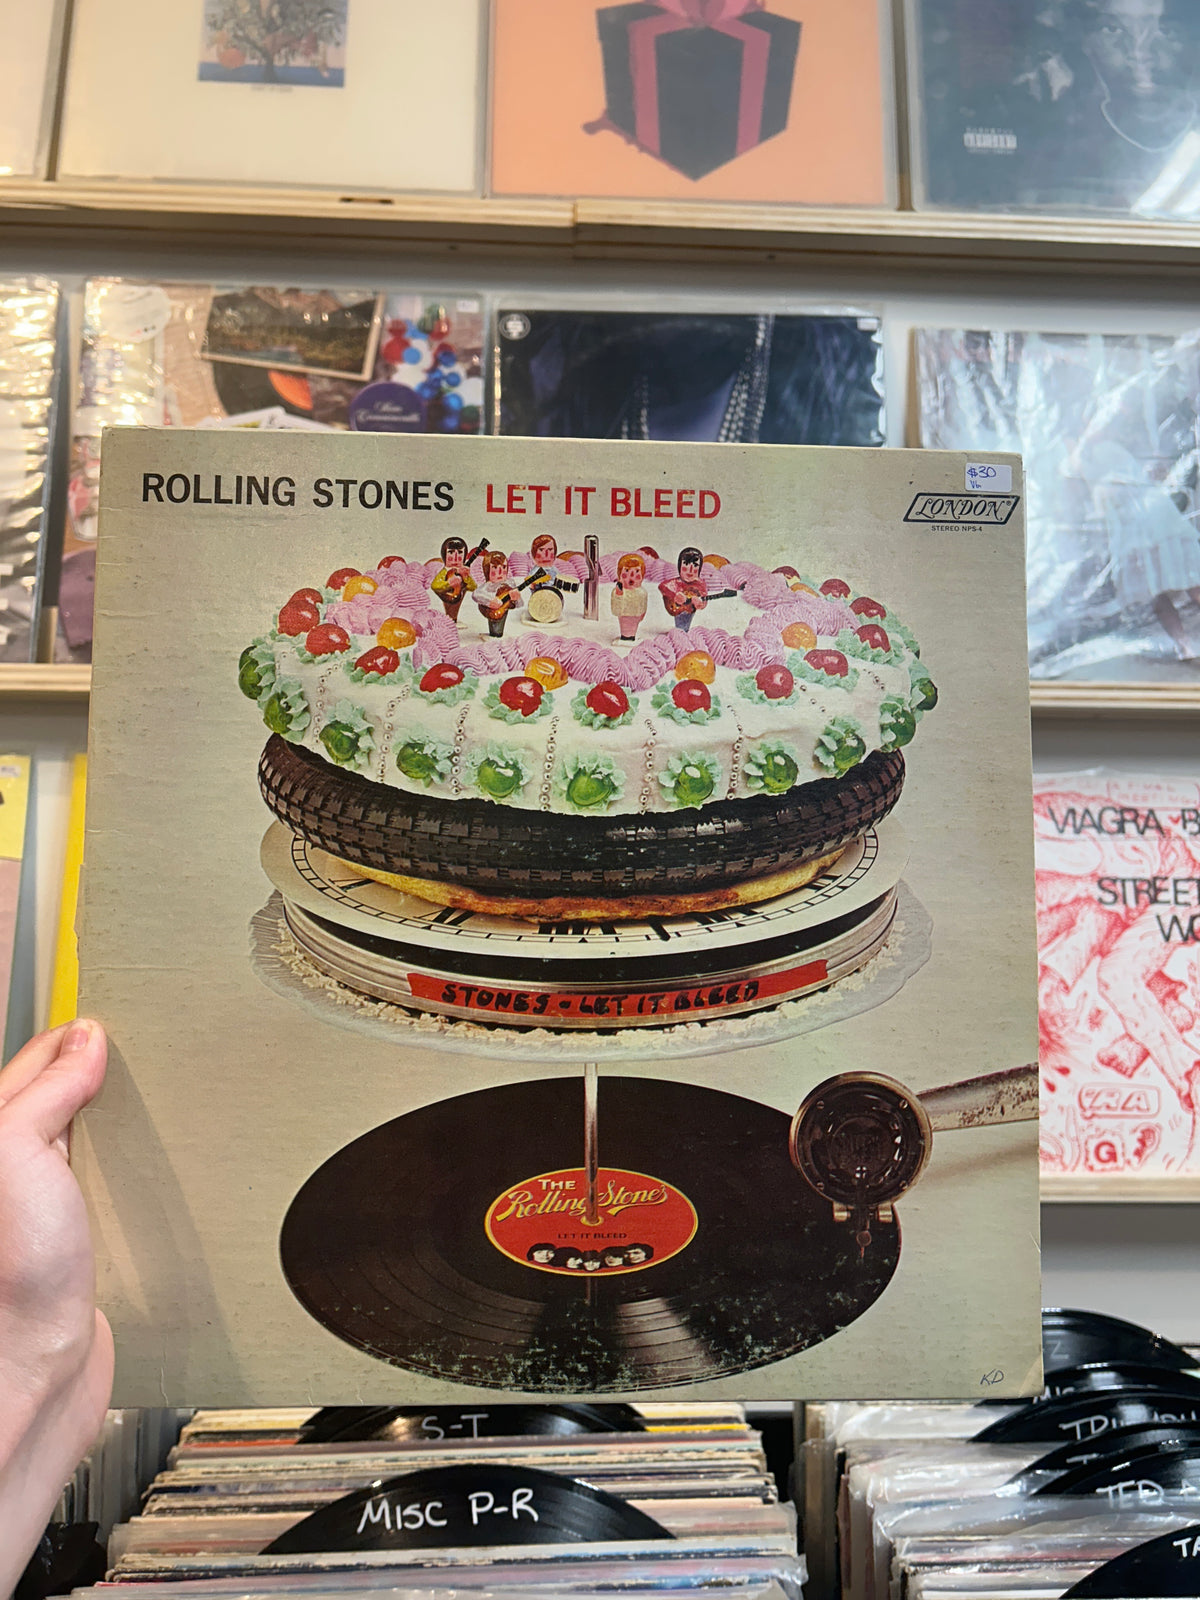 $30
ROLLING STONES LET IT BLEED
LONDON
STEREO NPS-4
STONES - LET IT BLEED
THE
Rolling Stones
LET IT BLEED
KD
VIAGRA
STREET
S-T
MISC P-R
TED